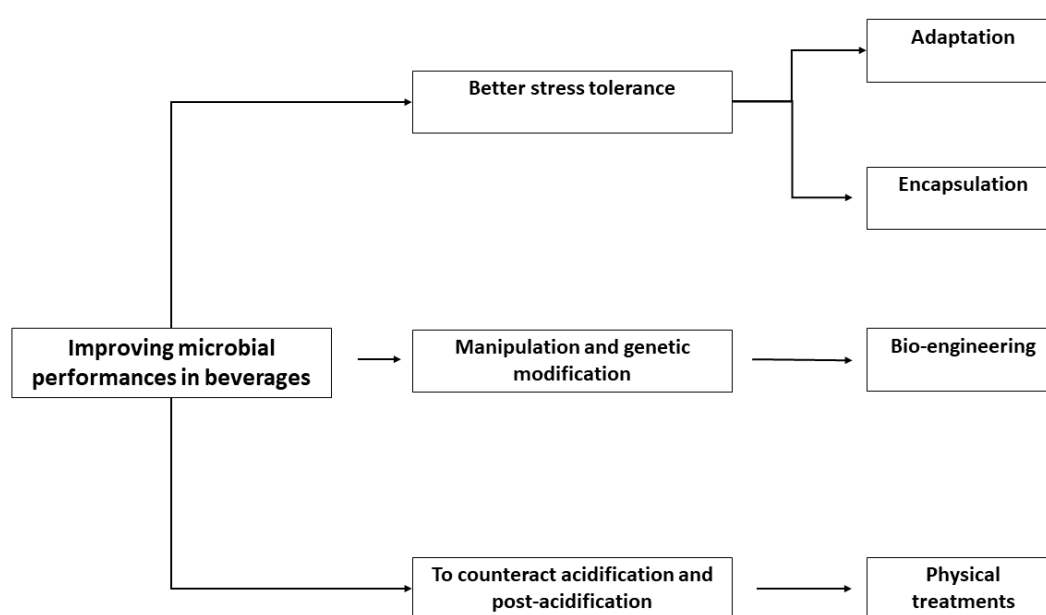 Adaptation
Better stress tolerance
Encapsulation
Improving microbial
performances in beverages
Manipulation and genetic
modification
Bio-engineering
To counteract acidification and
post-acidification
Physical
treatments